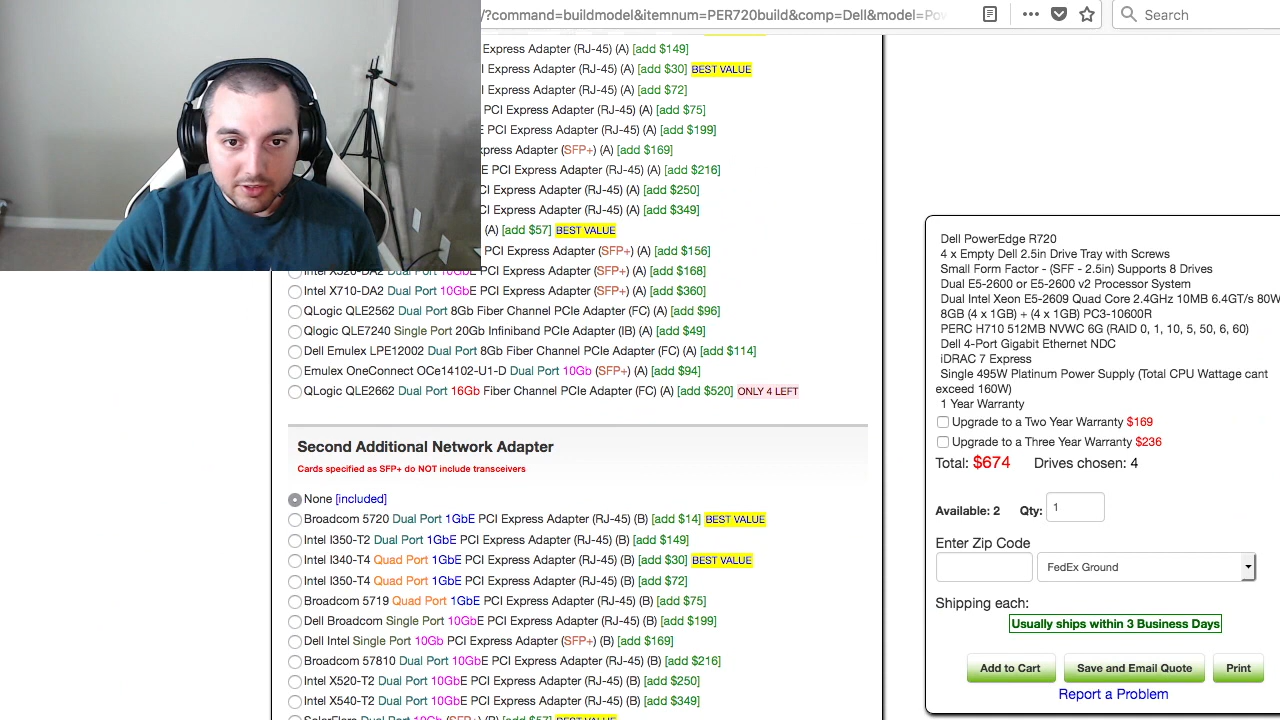 /?command=buildmodel&itemnum=PER720build&comp=Dell&model=Po
Search
Express Adapter (RJ-45) (A) [add $149]
Express Adapter (RJ-45) (A) [add $30] BEST VALUE
Express Adapter (RJ-45) (A) [add $72]
PCI Express Adapter (RJ-45) (A) [add $75]
PCI Express Adapter (RJ-45) (A) [add $199]
xpress Adapter (SFP+) (A) [add $169]
E PCI Express Adapter (RJ-45) (A) [add $216]
CI Express Adapter (RJ-45) (A) [add $250]
CI Express Adapter (RJ-45) (A) [add $349]
(A) [add $57] BEST VALUE
PCI Express Adapter (SFP+) (A) [add $156]
Intel X520-DA2 Dual Port 10GbE PCI Express Adapter (SFP+) (A) [add $168]
Intel X710-DA2 Dual Port 10GbE PCI Express Adapter (SFP+) (A) [add $360]
QLogic QLE2562 Dual Port 8Gb Fiber Channel PCIe Adapter (FC) (A) [add $96]
Qlogic QLE7240 Single Port 20Gb Infiniband PCIe Adapter (IB) (A) [add $49]
Dell Emulex LPE12002 Dual Port 8Gb Fiber Channel PCIe Adapter (FC) (A) [add $114]
Emulex OneConnect OCe14102-U1-D Dual Port 10Gb (SFP+) (A) [add $94]
QLogic QLE2662 Dual Port 16Gb Fiber Channel PCIe Adapter (FC) (A) [add $520] ONLY 4 LEFT
Second Additional Network Adapter
Cards specified as SFP+ do NOT include transceivers
None [included]
Broadcom 5720 Dual Port 1GbE PCI Express Adapter (RJ-45) (B) [add $14] BEST VALUE
Intel I350-T2 Dual Port 1GbE PCI Express Adapter (RJ-45) (B) [add $149]
Intel I340-T4 Quad Port 1GbE PCI Express Adapter (RJ-45) (B) [add $30] BEST VALUE
Intel I350-T4 Quad Port 1GbE PCI Express Adapter (RJ-45) (B) [add $72]
Broadcom 5719 Quad Port 1GbE PCI Express Adapter (RJ-45) (B) [add $75]
Dell Broadcom Single Port 10GbE PCI Express Adapter (RJ-45) (B) [add $199]
Dell Intel Single Port 10Gb PCI Express Adapter (SFP+) (B) [add $169]
Broadcom 57810 Dual Port 10GbE PCI Express Adapter (RJ-45) (B) [add $216]
Intel X520-T2 Dual Port 10GbE PCI Express Adapter (RJ-45) (B) [add $250]
Intel X540-T2 Dual Port 10GbE PCI Express Adapter (RJ-45) (B) [add $349]
SolarFlare Dual Port 10Gb (SFP+) (B) [add $57] BEST VALUE
Dell PowerEdge R720
4 x Empty Dell 2.5in Drive Tray with Screws
Small Form Factor - (SFF - 2.5in) Supports 8 Drives
Dual E5-2600 or E5-2600 v2 Processor System
Dual Intel Xeon E5-2609 Quad Core 2.4GHz 10MB 6.4GT/s 80W
8GB (4 x 1GB) + (4 x 1GB) PC3-10600R
PERC H710 512MB NVWC 6G (RAID 0, 1, 10, 5, 50, 6, 60)
Dell 4-Port Gigabit Ethernet NDC
iDRAC 7 Express
Single 495W Platinum Power Supply (Total CPU Wattage cant
exceed 160W)
1 Year Warranty
Upgrade to a Two Year Warranty $169
Upgrade to a Three Year Warranty $236
Total: $674 Drives chosen: 4
Available: 2 Qty: 1
Enter Zip Code
FedEx Ground
Shipping each:
Usually ships within 3 Business Days
Add to Cart Save and Email Quote Print
Report a Problem